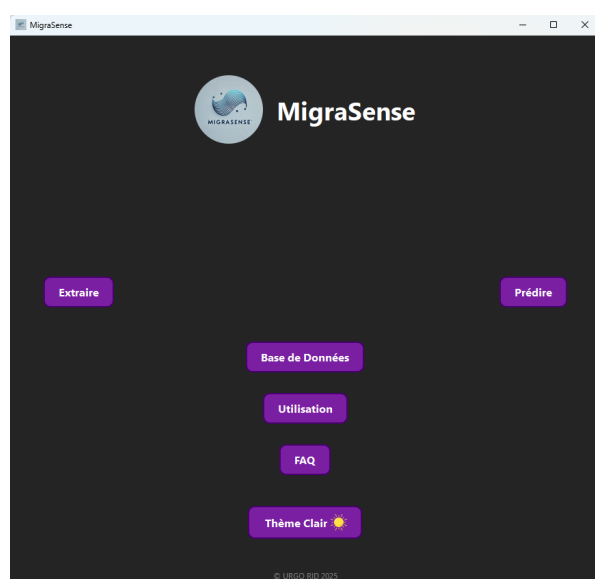 MigraSense
MIGRASENSE
MigraSense
Extraire
Prédire
Base de Données
Utilisation
FAQ
Thème Clair
© URGO RID 2025